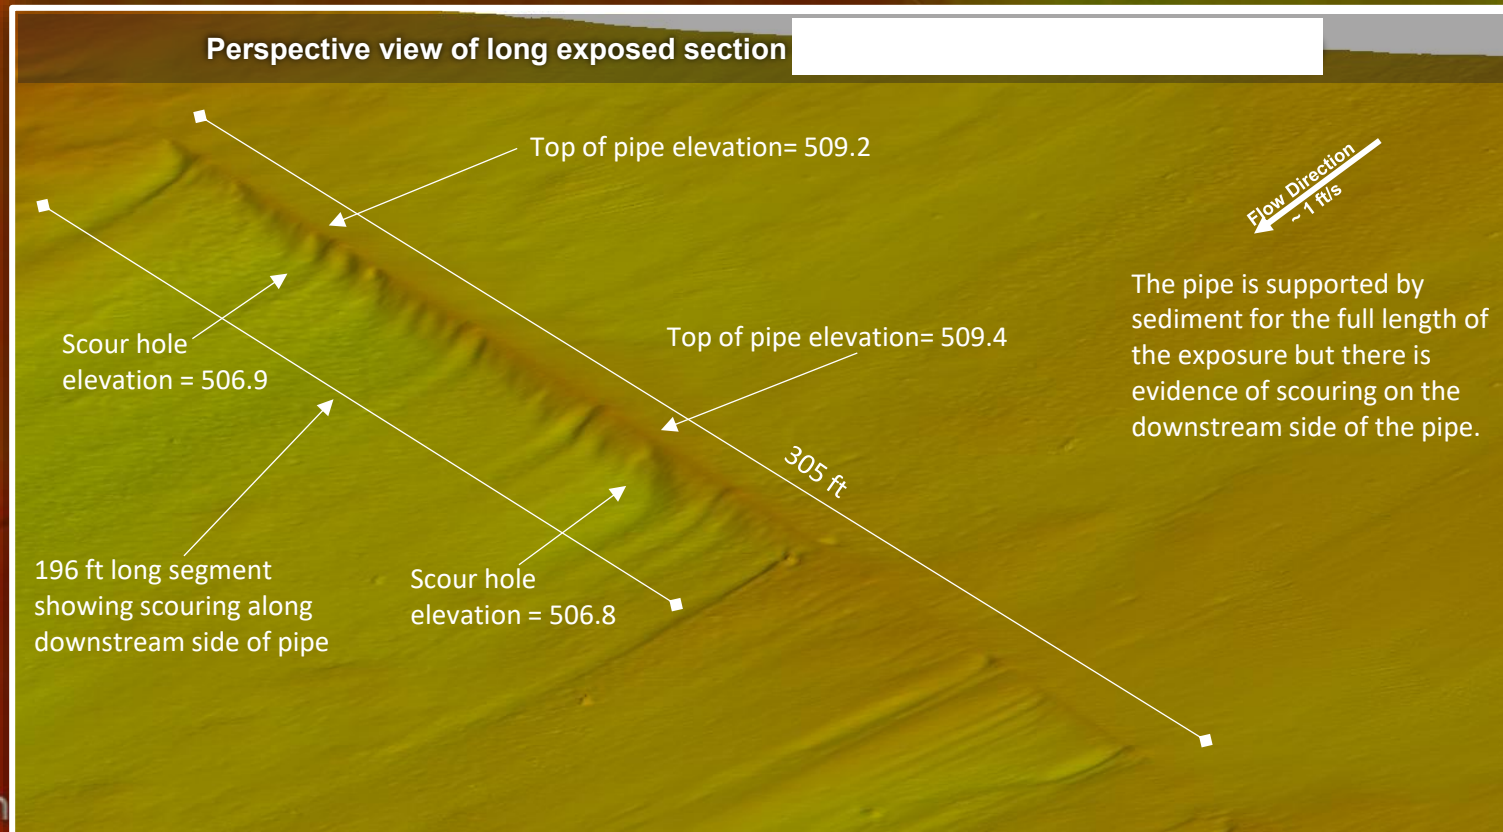 Perspective view of long exposed section
Top of pipe elevation= 509.2
Flow Direction
~ 1 ft/s
The pipe is supported by
sediment for the full length of
the exposure but there is
evidence of scouring on the
downstream side of the pipe.
Scour hole
elevation = 506.9
Top of pipe elevation= 509.4
305 ft
196 ft long segment
showing scouring along
downstream side of pipe
Scour hole
elevation = 506.8